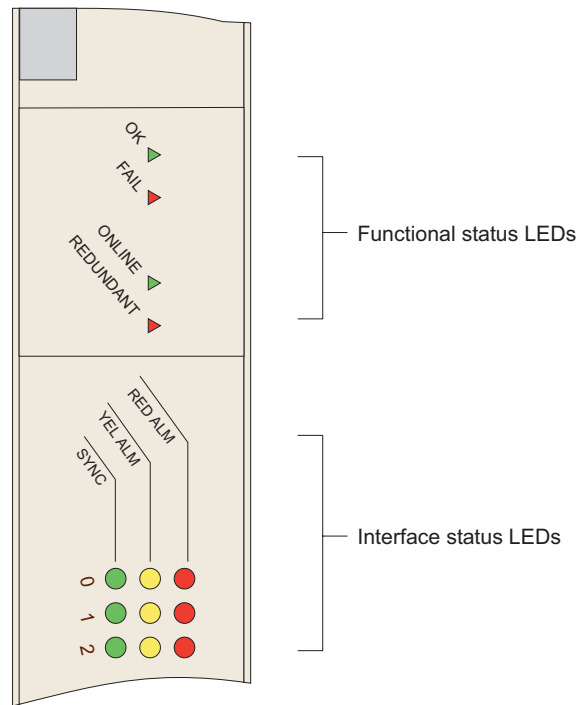 OK
FAIL
ONLINE
REDUNDANT
Functional status LEDs
RED ALM
YEL ALM
SYNC
Interface status LEDs
0
1
2